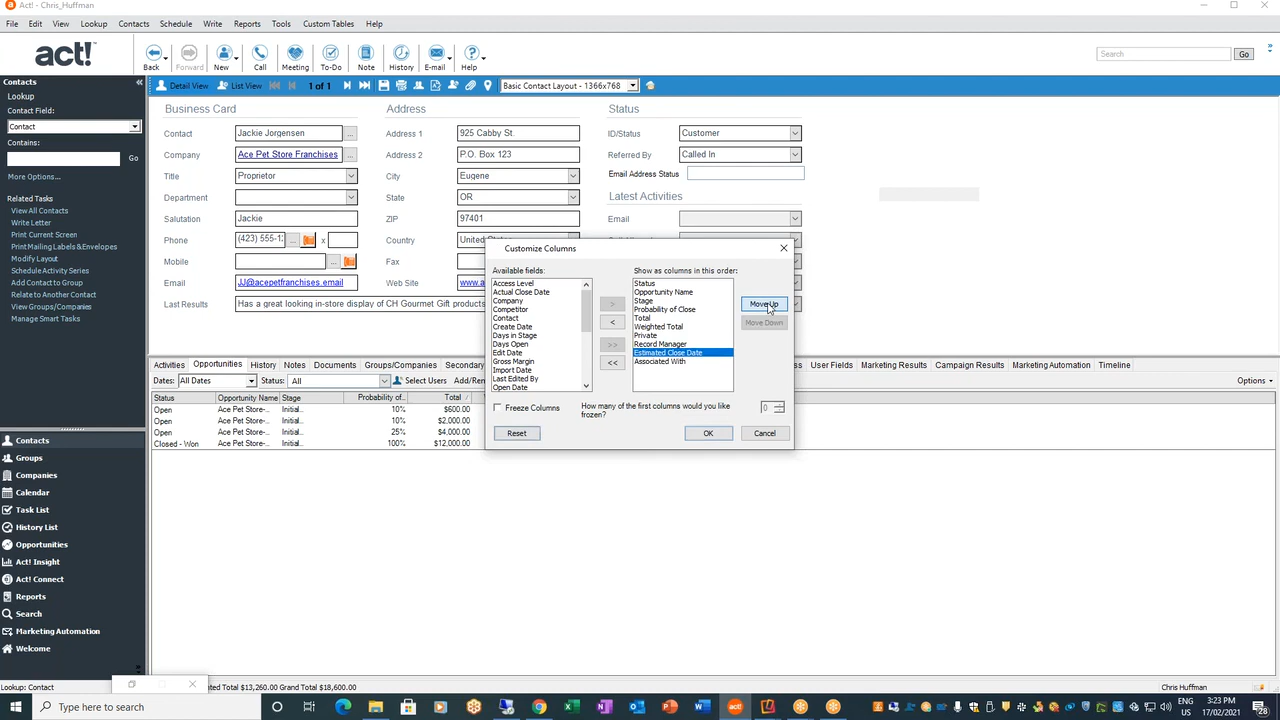 Act! - Chris_Huffman
File Edit View Lookup Contacts Schedule Write Reports Tools Custom Tables Help
act!
Back Forward New Call Meeting To-Do Note History E-mail Help
Search Go
Contacts
Lookup
Contact Field:
Contact
Contains:
Go
More Options...
Related Tasks
View All Contacts
Write Letter
Print Current Screen
Print Mailing Labels & Envelopes
Modify Layout
Schedule Activity Series
Add Contact to Group
Relate to Another Contact
View Groups/Companies
Manage Smart Tasks
Contacts
Groups
Companies
Calendar
Task List
History List
Opportunities
Act! Insight
Act! Connect
Reports
Search
Marketing Automation
Welcome
Detail View List View 1 of 1 Basic Contact Layout - 1366x768
Business Card Address Status
Contact Jackie Jorgensen ... Address 1 925 Cabby St. ID/Status Customer
Company Ace Pet Store Franchises ... Address 2 P.O. Box 123 Referred By Called In
Title Proprietor City Eugene Email Address Status
Department State OR Latest Activities
Salutation Jackie ZIP 97401 Email
Phone (423) 555-1 ... x Country United
Mobile ... Fax
Email JJ@acepetfranchises.email Web Site www.a
Last Results Has a great looking in-store display of CH Gourmet Gift products
Customize Columns
Available fields:
Access Level
Actual Close Date
Company
Competitor
Contact
Create Date
Days in Stage
Days Open
Edit Date
Gross Margin
Import Date
Last Edited By
Open Date
>
<
>>
<<
Show as columns in this order:
Status
Opportunity Name
Stage
Probability of Close
Total
Weighted Total
Private
Record Manager
Estimated Close Date
Associated With
Move Up
Move Down
Freeze Columns How many of the first columns would you like frozen? 0
Reset OK Cancel
Activities Opportunities History Notes Documents Groups/Companies Secondary User Fields Marketing Results Campaign Results Marketing Automation Timeline
Dates: All Dates Status: All Select Users Add/Rem Options
Status Opportunity Name Stage Probability of... Total
Open Ace Pet Store-... Initial... 10% $600.00
Open Ace Pet Store-... Initial... 10% $2,000.00
Open Ace Pet Store-... Initial... 25% $4,000.00
Closed - Won Ace Pet Store-... Initial... 100% $12,000.00
Lookup: Contact nted Total $13,260.00 Grand Total $18,600.00 Chris Huffman
Type here to search
act!
ENG
US
3:23 PM
17/02/2021
28